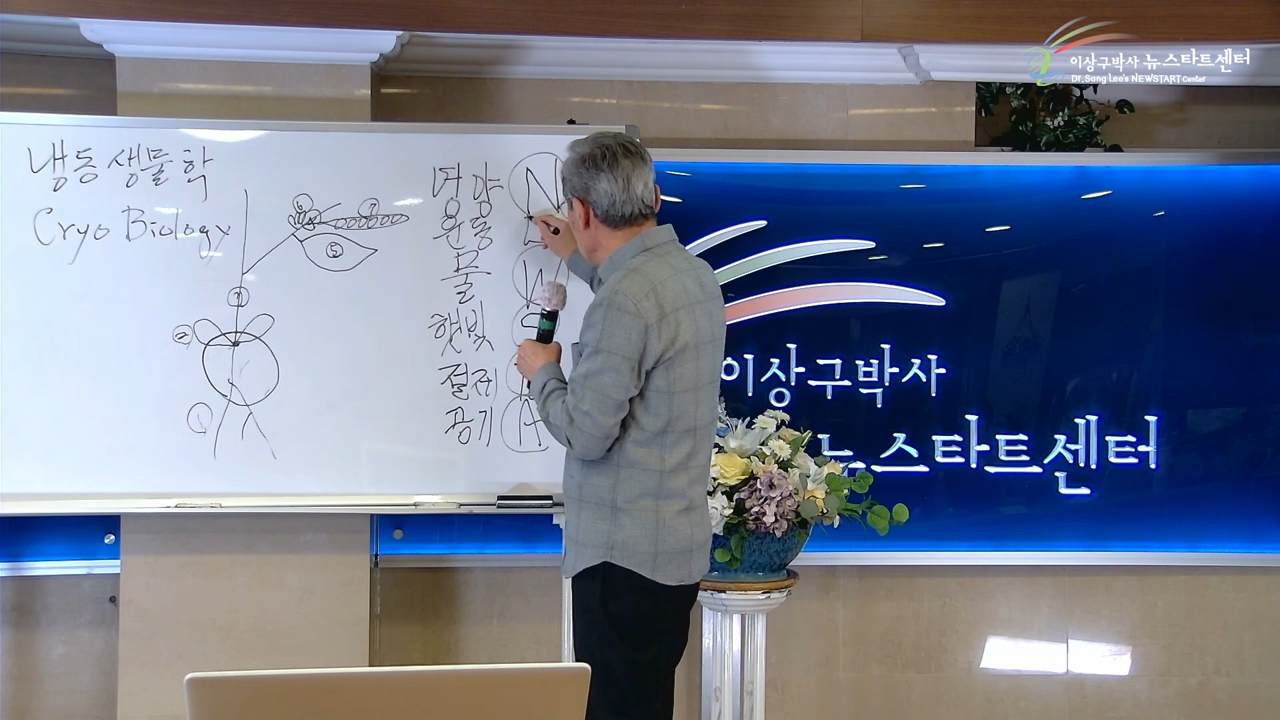 이상구박사 뉴스타트센터
Dr. Sang Lee's NEWSTART Center
냉동생물학
Cryo Biology
영양 N
운동
물 W
햇빛 S
절제
공기 A
ㄱ
ㄴ
①
⑤
이상구박사
뉴스타트센터